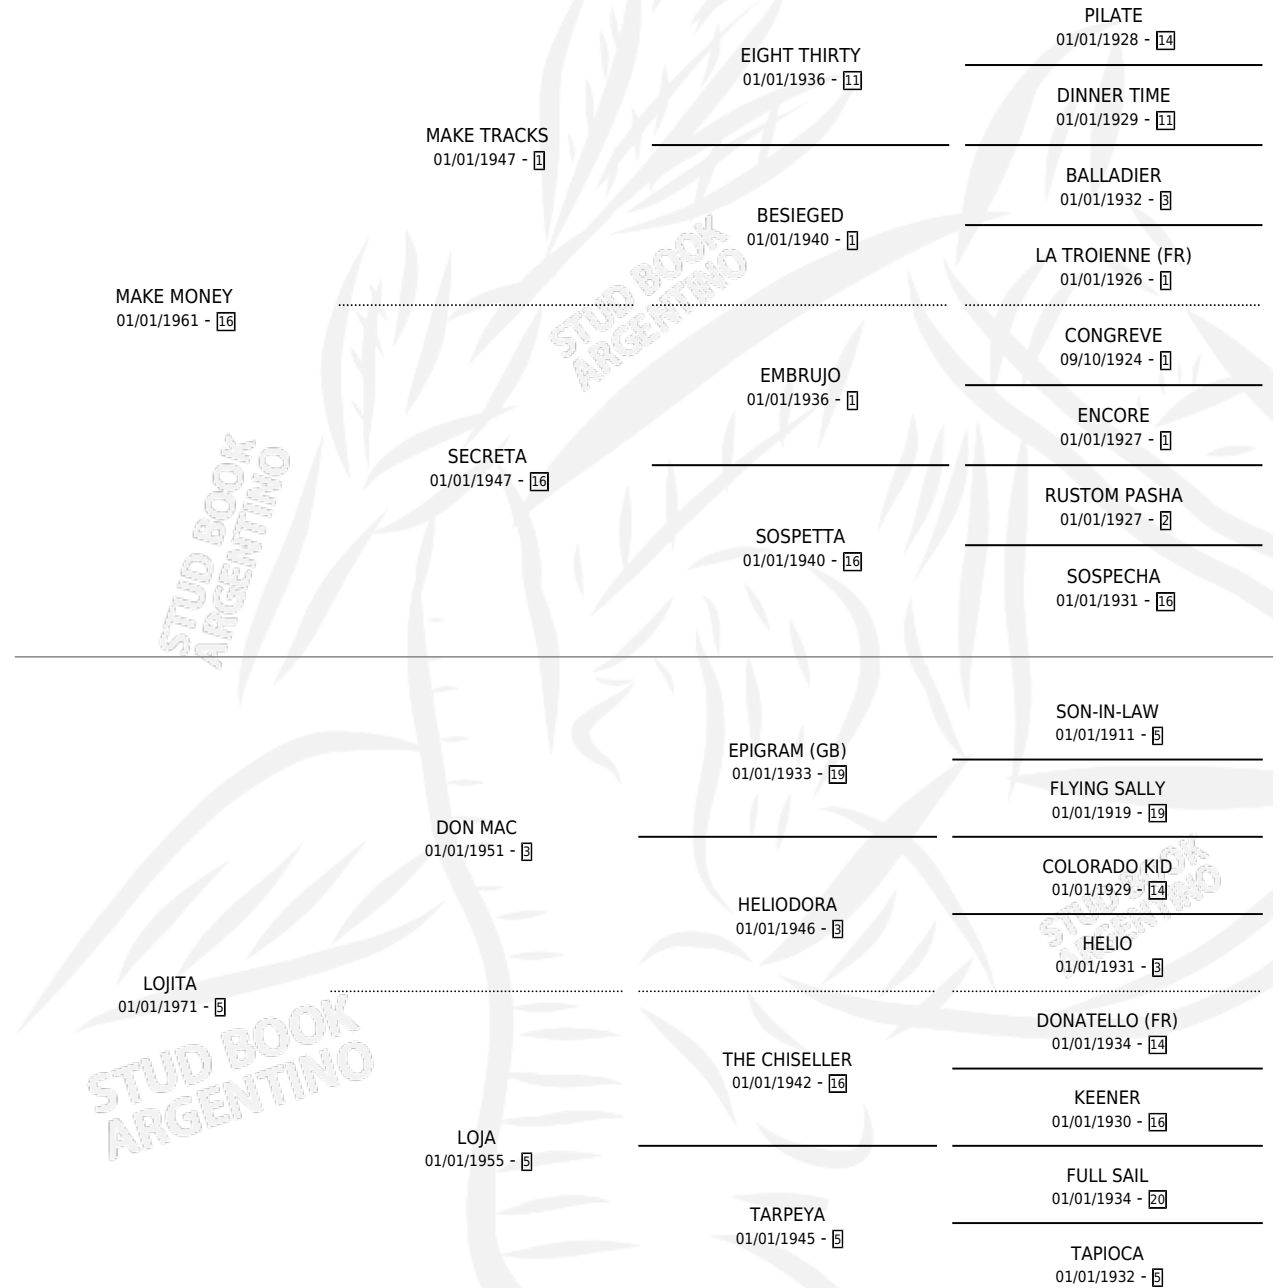 PILATE
01/01/1928 - 14
EIGHT THIRTY
01/01/1936 - 11
DINNER TIME
01/01/1929 - 11
MAKE TRACKS
01/01/1947 - 1
BALLADIER
01/01/1932 - 3
BESIEGED
01/01/1940 - 1
LA TROIENNE (FR)
01/01/1926 - 1
MAKE MONEY
01/01/1961 - 16
CONGREVE
09/10/1924 - 1
EMBRUJO
01/01/1936 - 1
ENCORE
01/01/1927 - 1
SECRETA
01/01/1947 - 16
RUSTOM PASHA
01/01/1927 - 2
SOSPETTA
01/01/1940 - 16
SOSPECHA
01/01/1931 - 16
SON-IN-LAW
01/01/1911 - 5
EPIGRAM (GB)
01/01/1933 - 19
FLYING SALLY
01/01/1919 - 19
DON MAC
01/01/1951 - 3
COLORADO KID
01/01/1929 - 14
HELIODORA
01/01/1946 - 3
HELIO
01/01/1931 - 3
LOJITA
01/01/1971 - 5
DONATELLO (FR)
01/01/1934 - 14
THE CHISELLER
01/01/1942 - 16
KEENER
01/01/1930 - 16
LOJA
01/01/1955 - 5
FULL SAIL
01/01/1934 - 20
TARPEYA
01/01/1945 - 5
TAPIOCA
01/01/1932 - 5
STUD BOOK
ARGENTINO
STUD BOOK
ARGENTINO
STUD BOOK
ARGENTINO
STUD BOOK
ARGENTINO